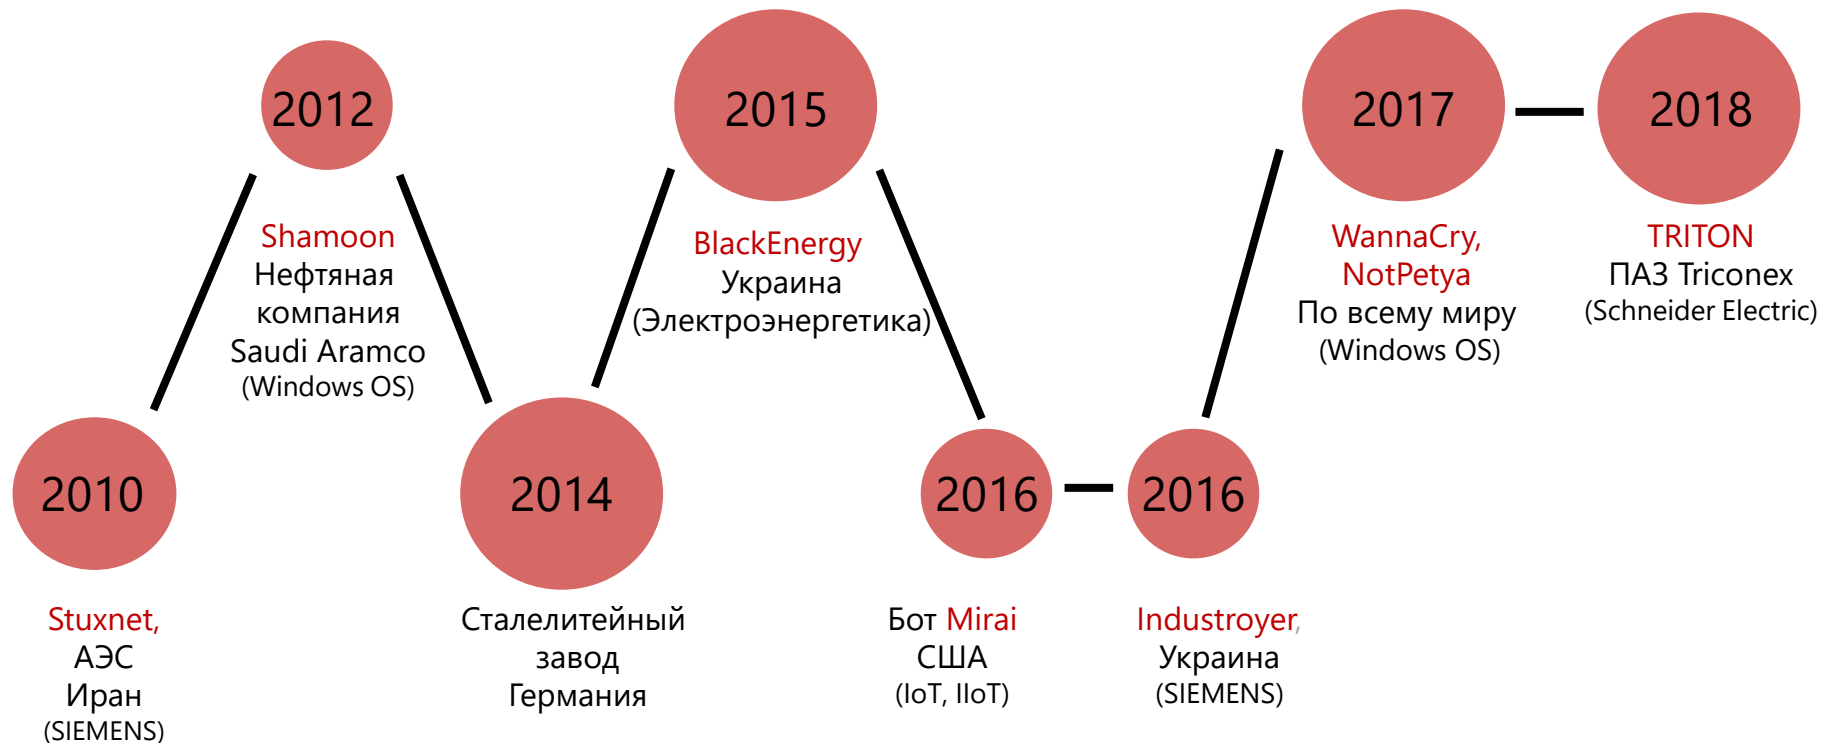 2010
Stuxnet,
АЭС
Иран
(SIEMENS)
2012
Shamoon
Нефтяная
компания
Saudi Aramco
(Windows OS)
2014
Сталелитейный
завод
Германия
2015
BlackEnergy
Украина
(Электроэнергетика)
2016
Бот Mirai
США
(IoT, IIoT)
2016
Industroyer,
Украина
(SIEMENS)
2017
WannaCry,
NotPetya
По всему миру
(Windows OS)
2018
TRITON
ПАЗ Triconex
(Schneider Electric)